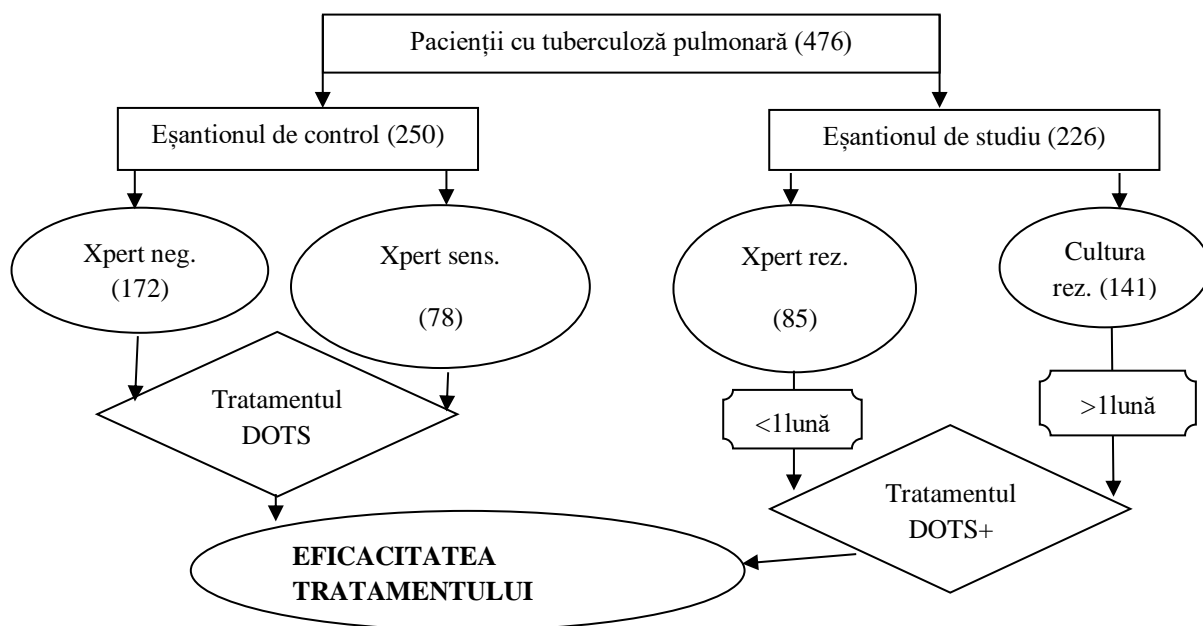 Pacienții cu tuberculoză pulmonară (476)
Eșantionul de control (250)
Eșantionul de studiu (226)
Xpert neg.
(172)
Xpert sens.
(78)
Xpert rez.
(85)
Cultura
rez. (141)
<1lună
>1lună
Tratamentul
DOTS
Tratamentul
DOTS+
EFICACITATEA
TRATAMENTULUI